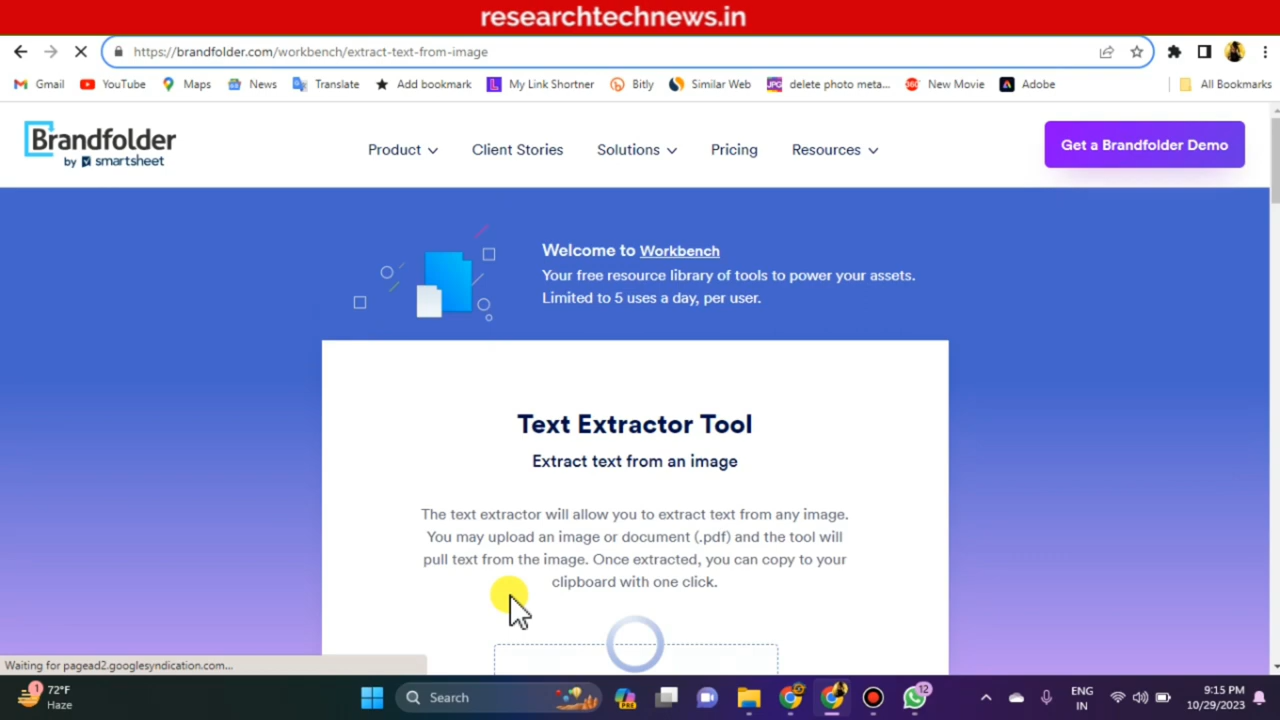 researchtechnews.in
https://brandfolder.com/workbench/extract-text-from-image
Gmail YouTube Maps News Translate Add bookmark My Link Shortner Bitly Similar Web delete photo meta... New Movie Adobe All Bookmarks
Brandfolder
by smartsheet
Product Client Stories Solutions Pricing Resources Get a Brandfolder Demo
Welcome to Workbench
Your free resource library of tools to power your assets.
Limited to 5 uses a day, per user.
Text Extractor Tool
Extract text from an image
The text extractor will allow you to extract text from any image.
You may upload an image or document (.pdf) and the tool will
pull text from the image. Once extracted, you can copy to your
clipboard with one click.
Waiting for pagead2.googlesyndication.com...
1 72°F
Haze
Search
PRE
12
ENG
IN
9:15 PM
10/29/2023